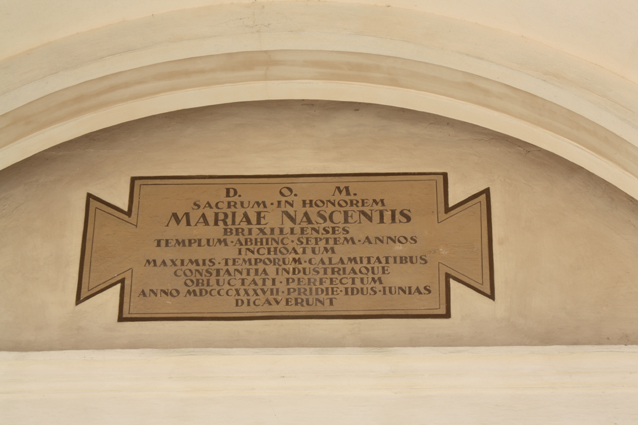 D. O. M.
SACRUM·IN HONOREM
MARIAE NASCENTIS
BRIXILLENSES
TEMPLUM·ABHINC·SEPTEM·ANNOS
INCHOATUM
MAXIMIS·TEMPORUM·CALAMITATIBUS
CONSTANTIA INDUSTRIAQUE
OBLUCTATI·PERFECTUM
ANNO MDCCCXXXVII·PRIDIE·IDUS·IUNIAS
DICAVERUNT